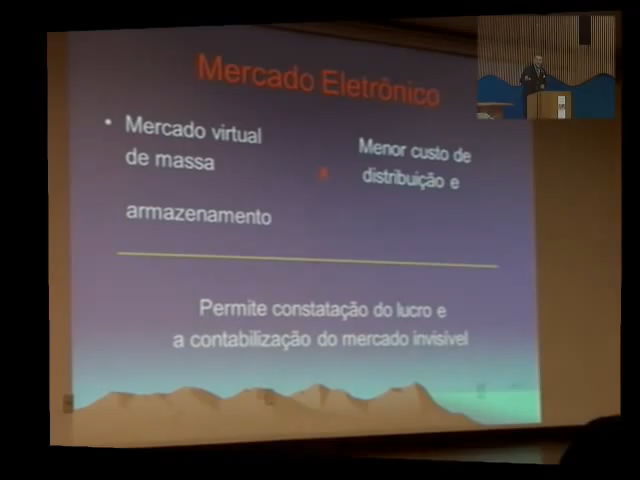 Mercado Eletrônico
• Mercado virtual
de massa
x
Menor custo de
distribuição e
armazenamento
Permite constatação do lucro e
a contabilização do mercado invisível